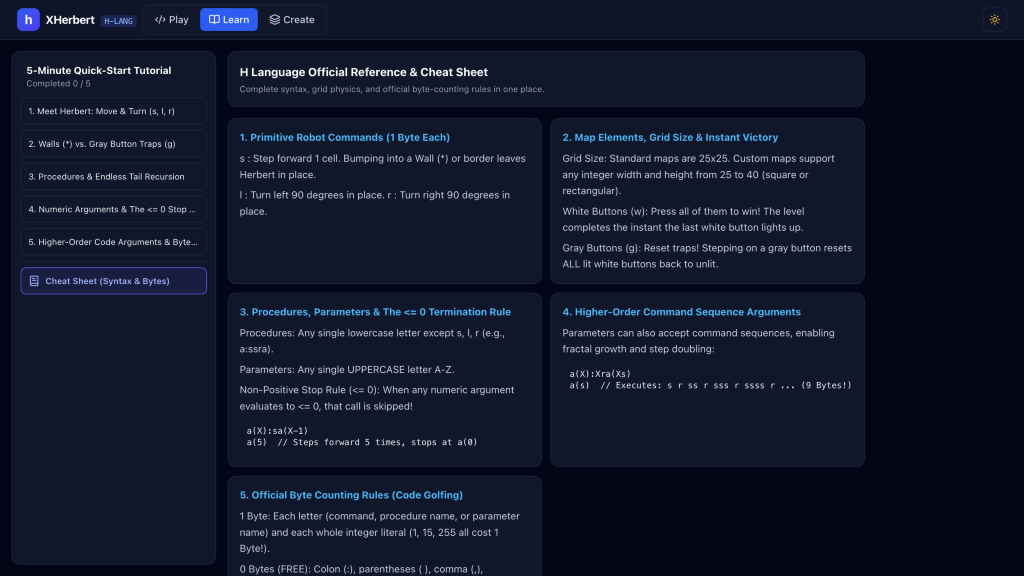 h XHerbert H-LANG </> Play Learn Create
5-Minute Quick-Start Tutorial
Completed 0 / 5
1. Meet Herbert: Move & Turn (s, l, r)
2. Walls (*) vs. Gray Button Traps (g)
3. Procedures & Endless Tail Recursion
4. Numeric Arguments & The <= 0 Stop ...
5. Higher-Order Code Arguments & Byte...
Cheat Sheet (Syntax & Bytes)
H Language Official Reference & Cheat Sheet
Complete syntax, grid physics, and official byte-counting rules in one place.
1. Primitive Robot Commands (1 Byte Each)
s : Step forward 1 cell. Bumping into a Wall (*) or border leaves
Herbert in place.
l : Turn left 90 degrees in place. r : Turn right 90 degrees in
place.
2. Map Elements, Grid Size & Instant Victory
Grid Size: Standard maps are 25x25. Custom maps support
any integer width and height from 25 to 40 (square or
rectangular).
White Buttons (w): Press all of them to win! The level
completes the instant the last white button lights up.
Gray Buttons (g): Reset traps! Stepping on a gray button resets
ALL lit white buttons back to unlit.
3. Procedures, Parameters & The <= 0 Termination Rule
Procedures: Any single lowercase letter except s, l, r (e.g.,
a:ssra).
Parameters: Any single UPPERCASE letter A-Z.
Non-Positive Stop Rule (<= 0): When any numeric argument
evaluates to <= 0, that call is skipped!
a(X):sa(X-1)
a(5)  // Steps forward 5 times, stops at a(0)
4. Higher-Order Command Sequence Arguments
Parameters can also accept command sequences, enabling
fractal growth and step doubling:
a(X):Xra(Xs)
a(s)  // Executes: s r ss r sss r ssss r ... (9 Bytes!)
5. Official Byte Counting Rules (Code Golfing)
1 Byte: Each letter (command, procedure name, or parameter
name) and each whole integer literal (1, 15, 255 all cost 1
Byte!).
0 Bytes (FREE): Colon (:), parentheses ( ), comma (,),